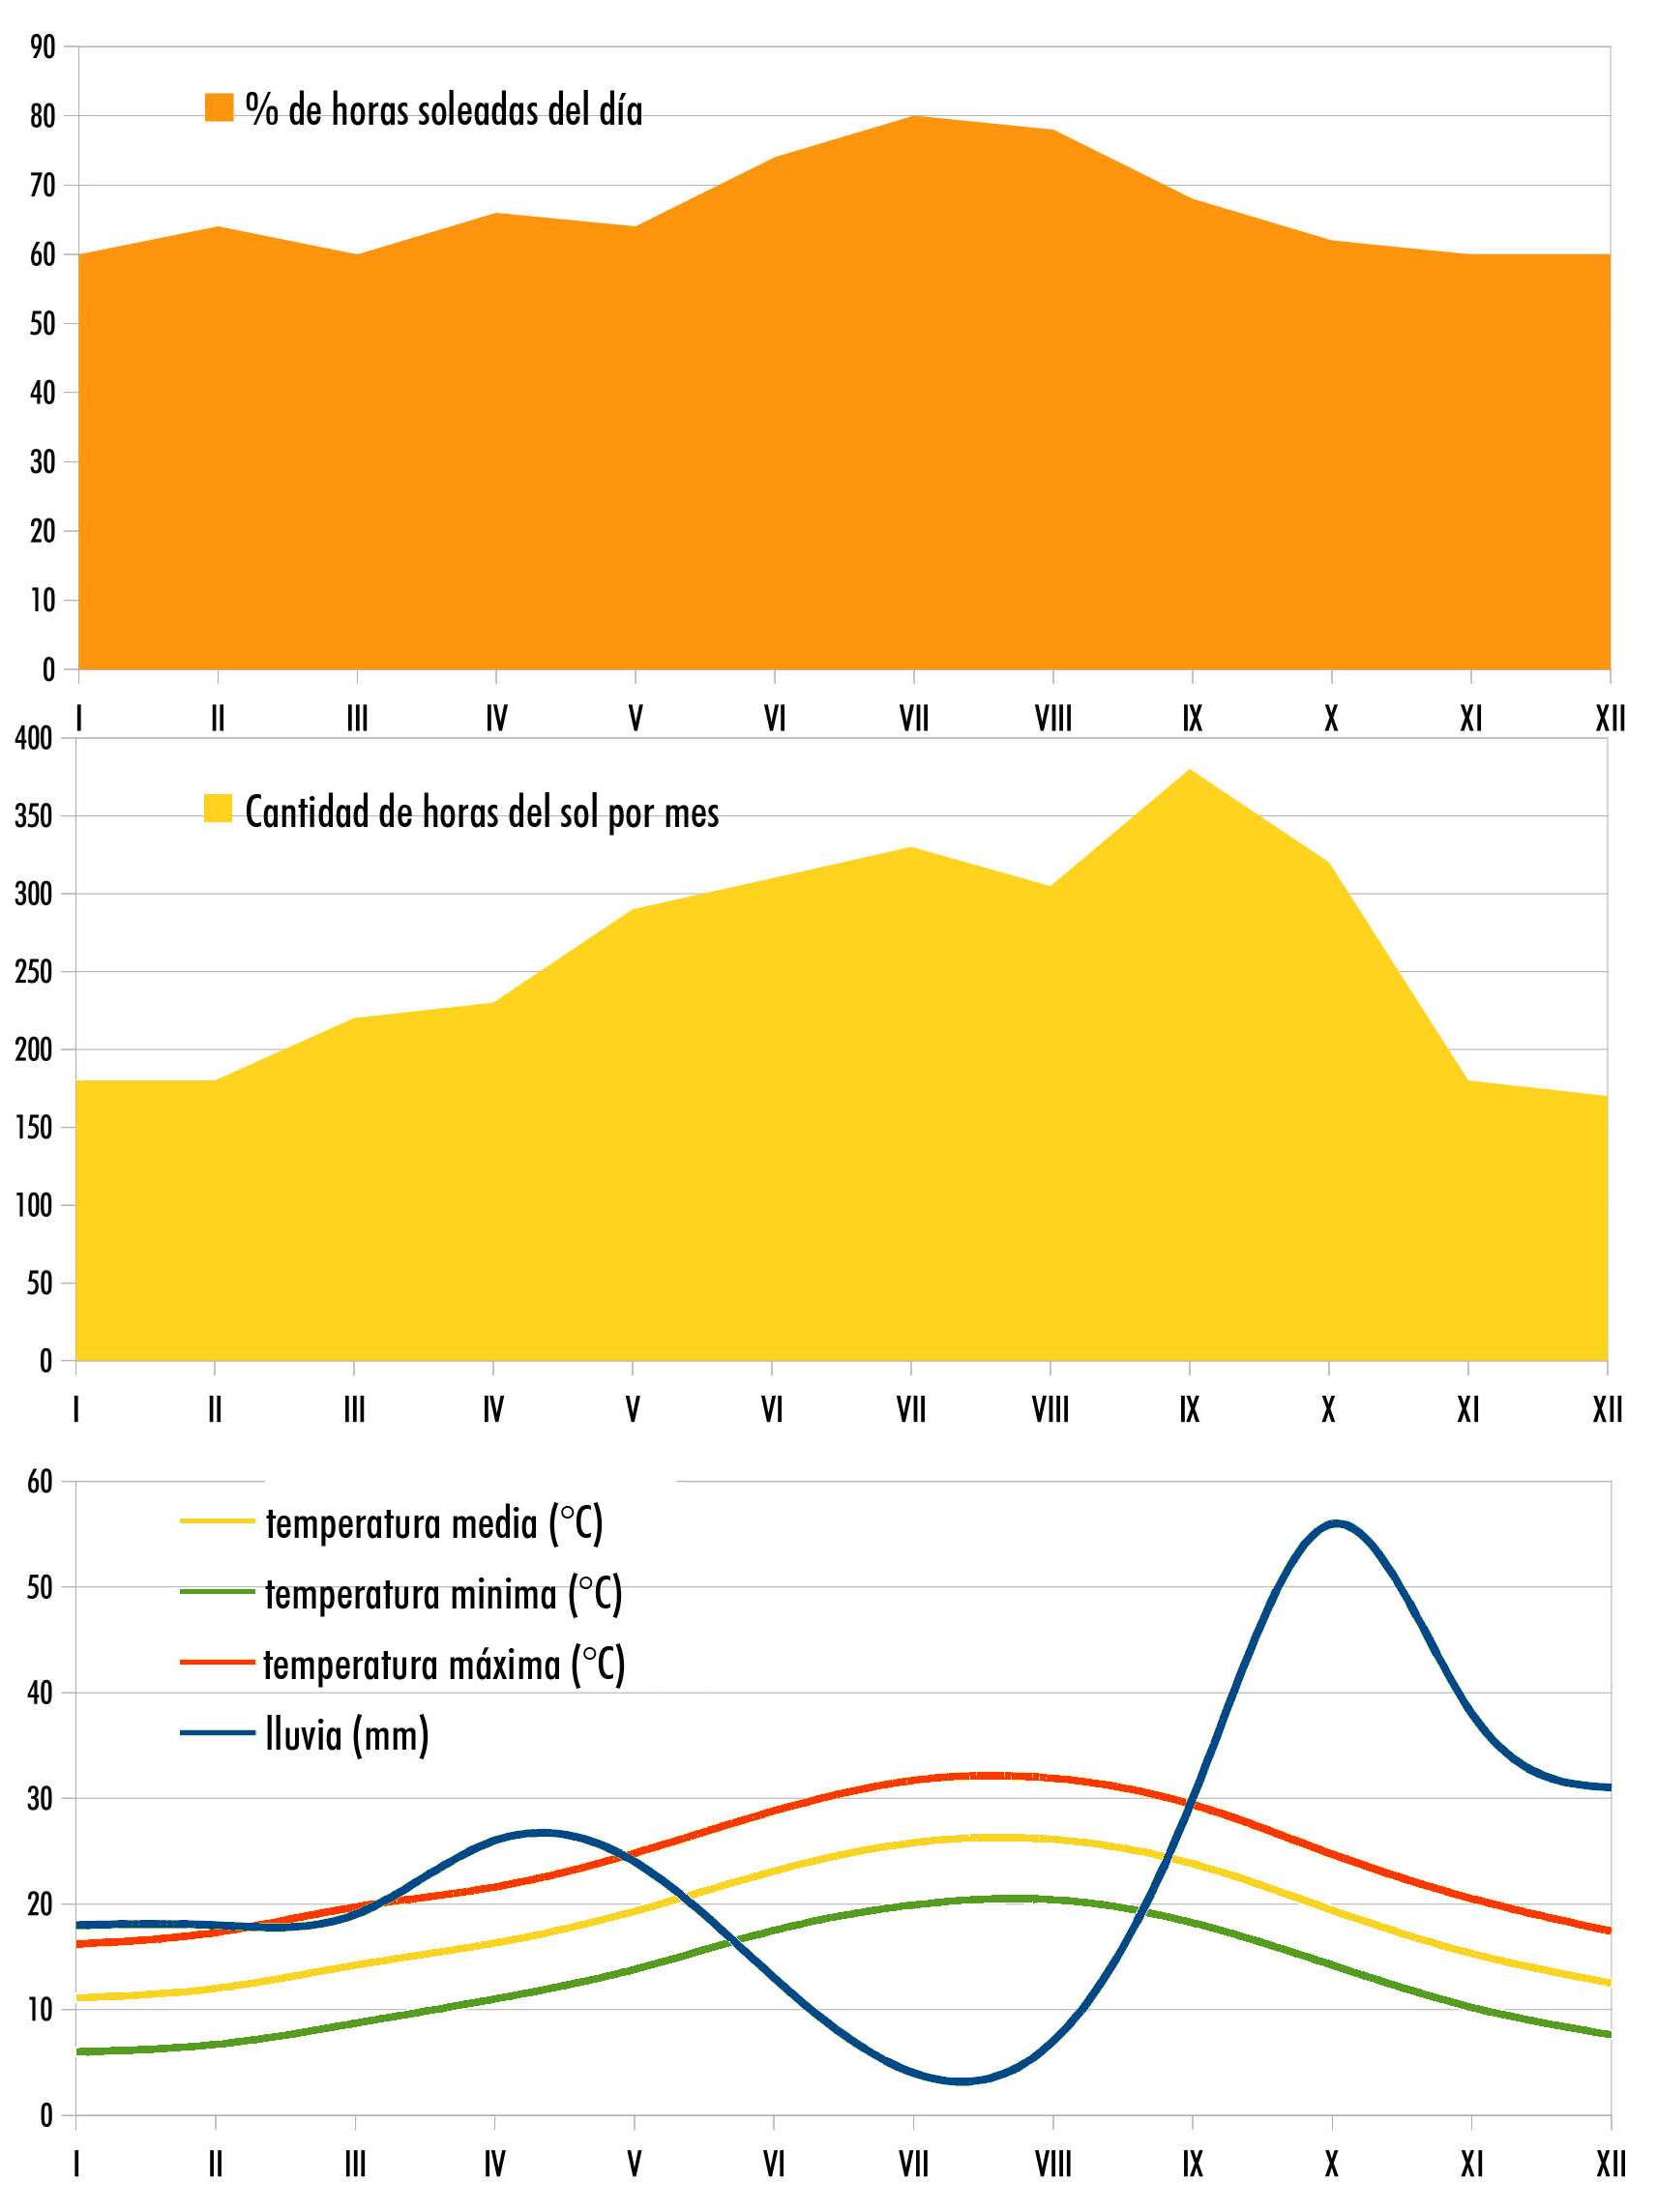 90
% de horas soleadas del día
80
70
60
50
40
30
20
10
0
I II III IV V VI VII VIII IX X XI XII
400
Cantidad de horas del sol por mes
350
300
250
200
150
100
50
0
I II III IV V VI VII VIII IX X XI XII
60
temperatura media (°C)
50
temperatura minima (°C)
temperatura máxima (°C)
40
lluvia (mm)
30
20
10
0
I II III IV V VI VII VIII IX X XI XII